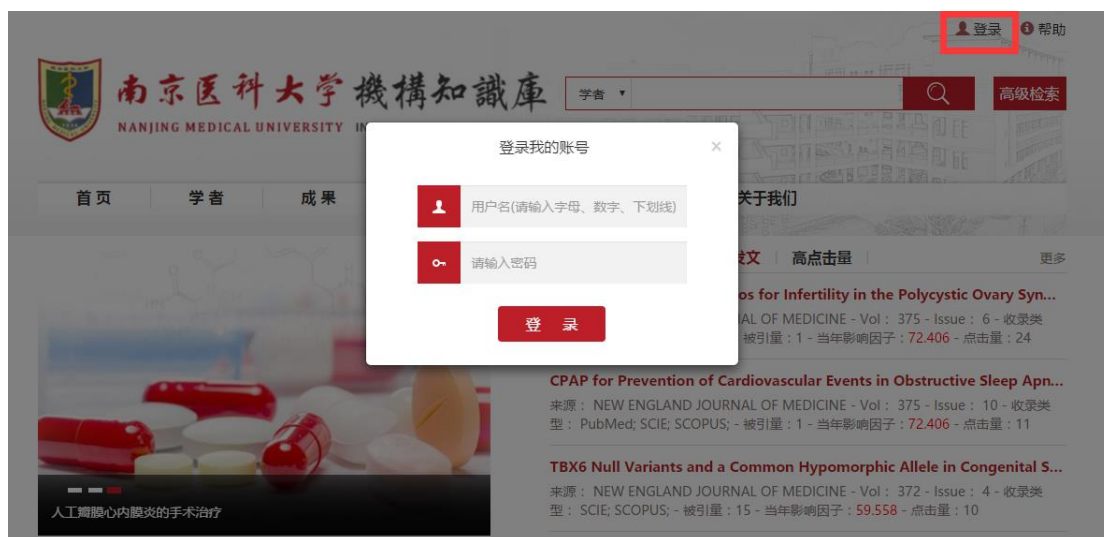 登录 帮助
南京医科大学機構知識庫
学者
高级检索
NANJING MEDICAL UNIVERSITY IN
登录我的账号 ×
首页 学者 成果 关于我们
用户名(请输入字母、数字、下划线)
请输入密码
登 录
发文 高点击量 更多
os for Infertility in the Polycystic Ovary Syn...
AL OF MEDICINE - Vol： 375 - Issue： 6 - 收录类
- 被引量：1 - 当年影响因子：72.406 - 点击量：24
CPAP for Prevention of Cardiovascular Events in Obstructive Sleep Apn...
来源： NEW ENGLAND JOURNAL OF MEDICINE - Vol： 375 - Issue： 10 - 收录类
型： PubMed; SCIE; SCOPUS; - 被引量：1 - 当年影响因子：72.406 - 点击量：11
TBX6 Null Variants and a Common Hypomorphic Allele in Congenital S...
来源： NEW ENGLAND JOURNAL OF MEDICINE - Vol： 372 - Issue： 4 - 收录类
型： SCIE; SCOPUS; - 被引量：15 - 当年影响因子：59.558 - 点击量：10
人工瓣膜心内膜炎的手术治疗